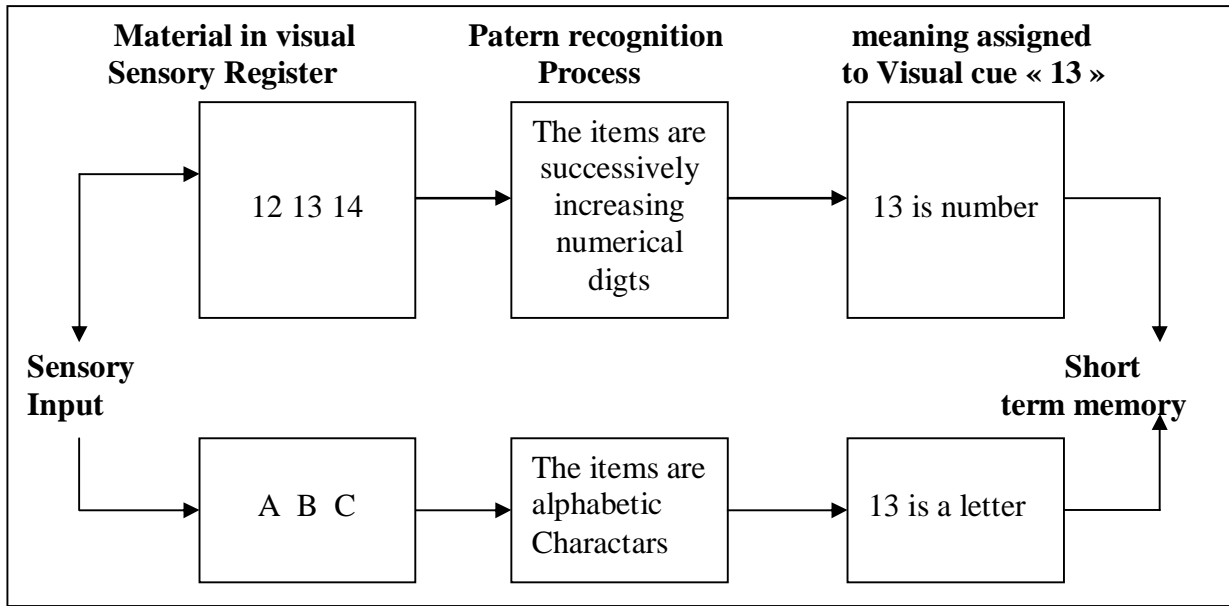 Material in visual
Sensory Register
Patern recognition
Process
meaning assigned
to Visual cue « 13 »
12 13 14
The items are
successively
increasing
numerical
digts
13 is number
Sensory
Input
Short
term memory
A B C
The items are
alphabetic
Charactars
13 is a letter